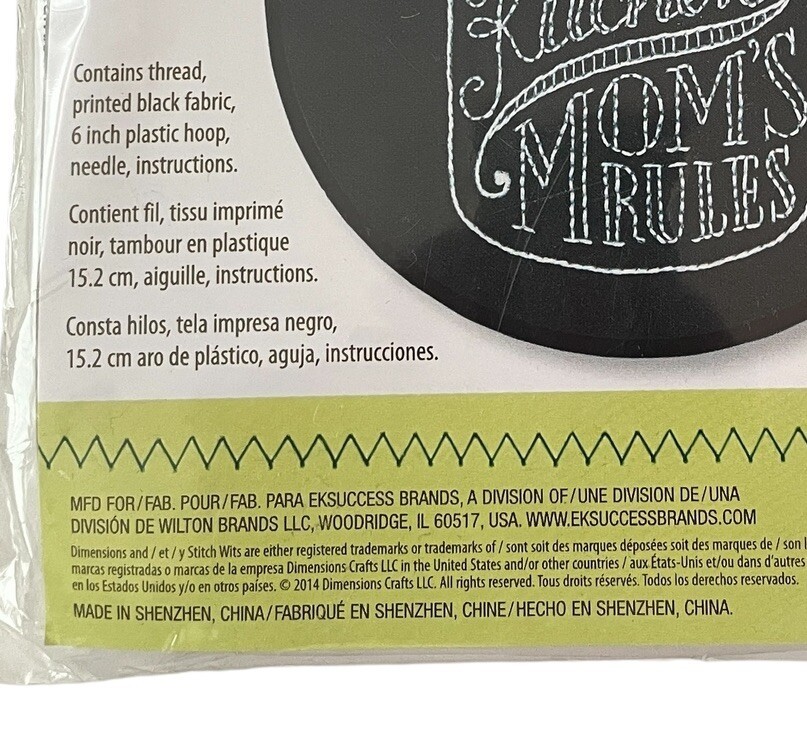 Kitchen
MOM'S
RULES
Contains thread,
printed black fabric,
6 inch plastic hoop,
needle, instructions.
Contient fil, tissu imprimé
noir, tambour en plastique
15.2 cm, aiguille, instructions.
Consta hilos, tela impresa negro,
15.2 cm aro de plástico, aguja, instrucciones.
MFD FOR/FAB. POUR/FAB. PARA EKSUCCESS BRANDS, A DIVISION OF/UNE DIVISION DE/UNA
DIVISIÓN DE WILTON BRANDS LLC, WOODRIDGE, IL 60517, USA. WWW.EKSUCCESSBRANDS.COM
Dimensions and / et / y Stitch Wits are either registered trademarks or trademarks of / sont soit des marques déposées soit des marques de / son
marcas registradas o marcas de la empresa Dimensions Crafts LLC in the United States and/or other countries / aux États-Unis et/ou dans d'autres
en los Estados Unidos y/o en otros países. © 2014 Dimensions Crafts LLC. All rights reserved. Tous droits réservés. Todos los derechos reservados.
MADE IN SHENZHEN, CHINA/FABRIQUÉ EN SHENZHEN, CHINE/HECHO EN SHENZHEN, CHINA.